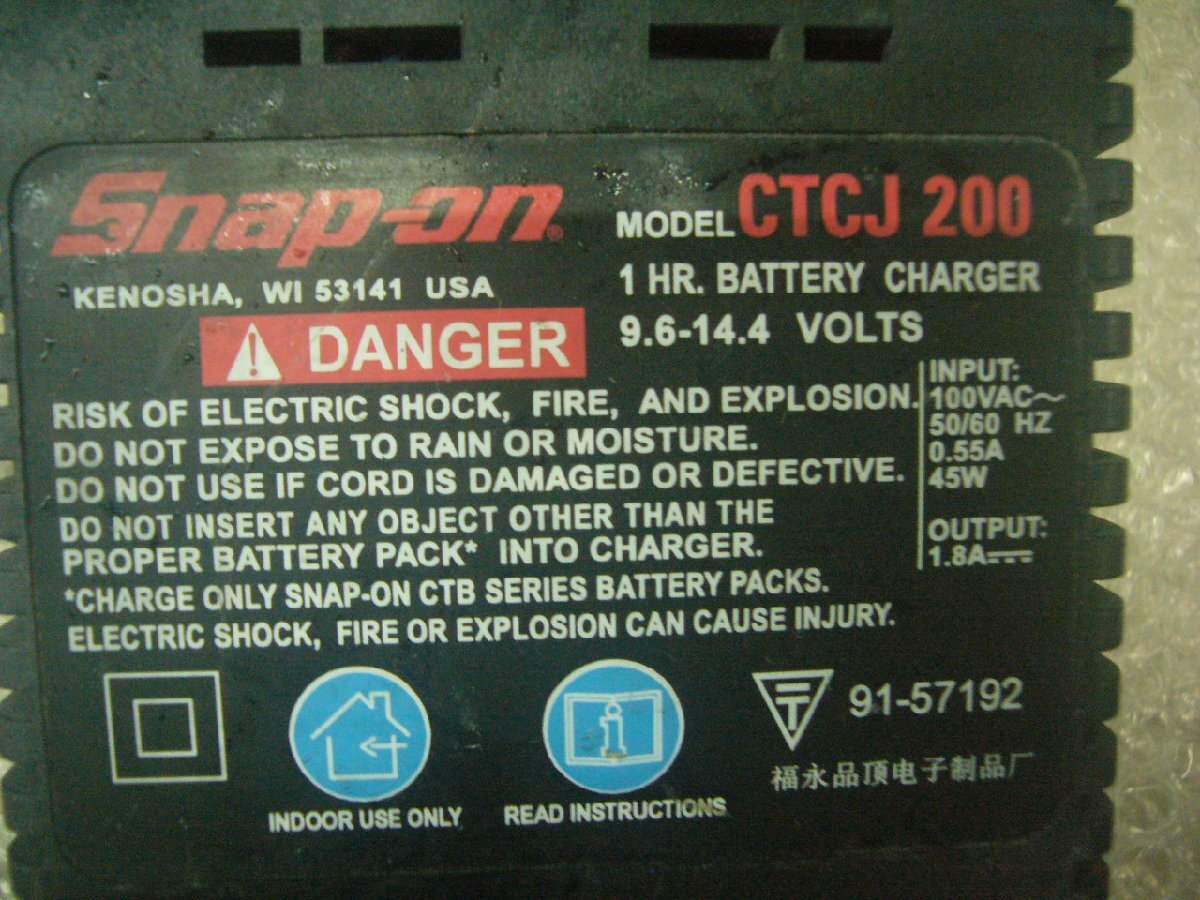 Snap-on®
MODEL CTCJ 200
KENOSHA, WI 53141 USA
1 HR. BATTERY CHARGER
9.6-14.4 VOLTS
DANGER
RISK OF ELECTRIC SHOCK, FIRE, AND EXPLOSION.
DO NOT EXPOSE TO RAIN OR MOISTURE.
DO NOT USE IF CORD IS DAMAGED OR DEFECTIVE.
DO NOT INSERT ANY OBJECT OTHER THAN THE
PROPER BATTERY PACK* INTO CHARGER.
*CHARGE ONLY SNAP-ON CTB SERIES BATTERY PACKS.
ELECTRIC SHOCK, FIRE OR EXPLOSION CAN CAUSE INJURY.
INPUT:
100VAC~
50/60 HZ
0.55A
45W
OUTPUT:
1.8A⎓
INDOOR USE ONLY
READ INSTRUCTIONS
91-57192
福永品顶电子制品厂